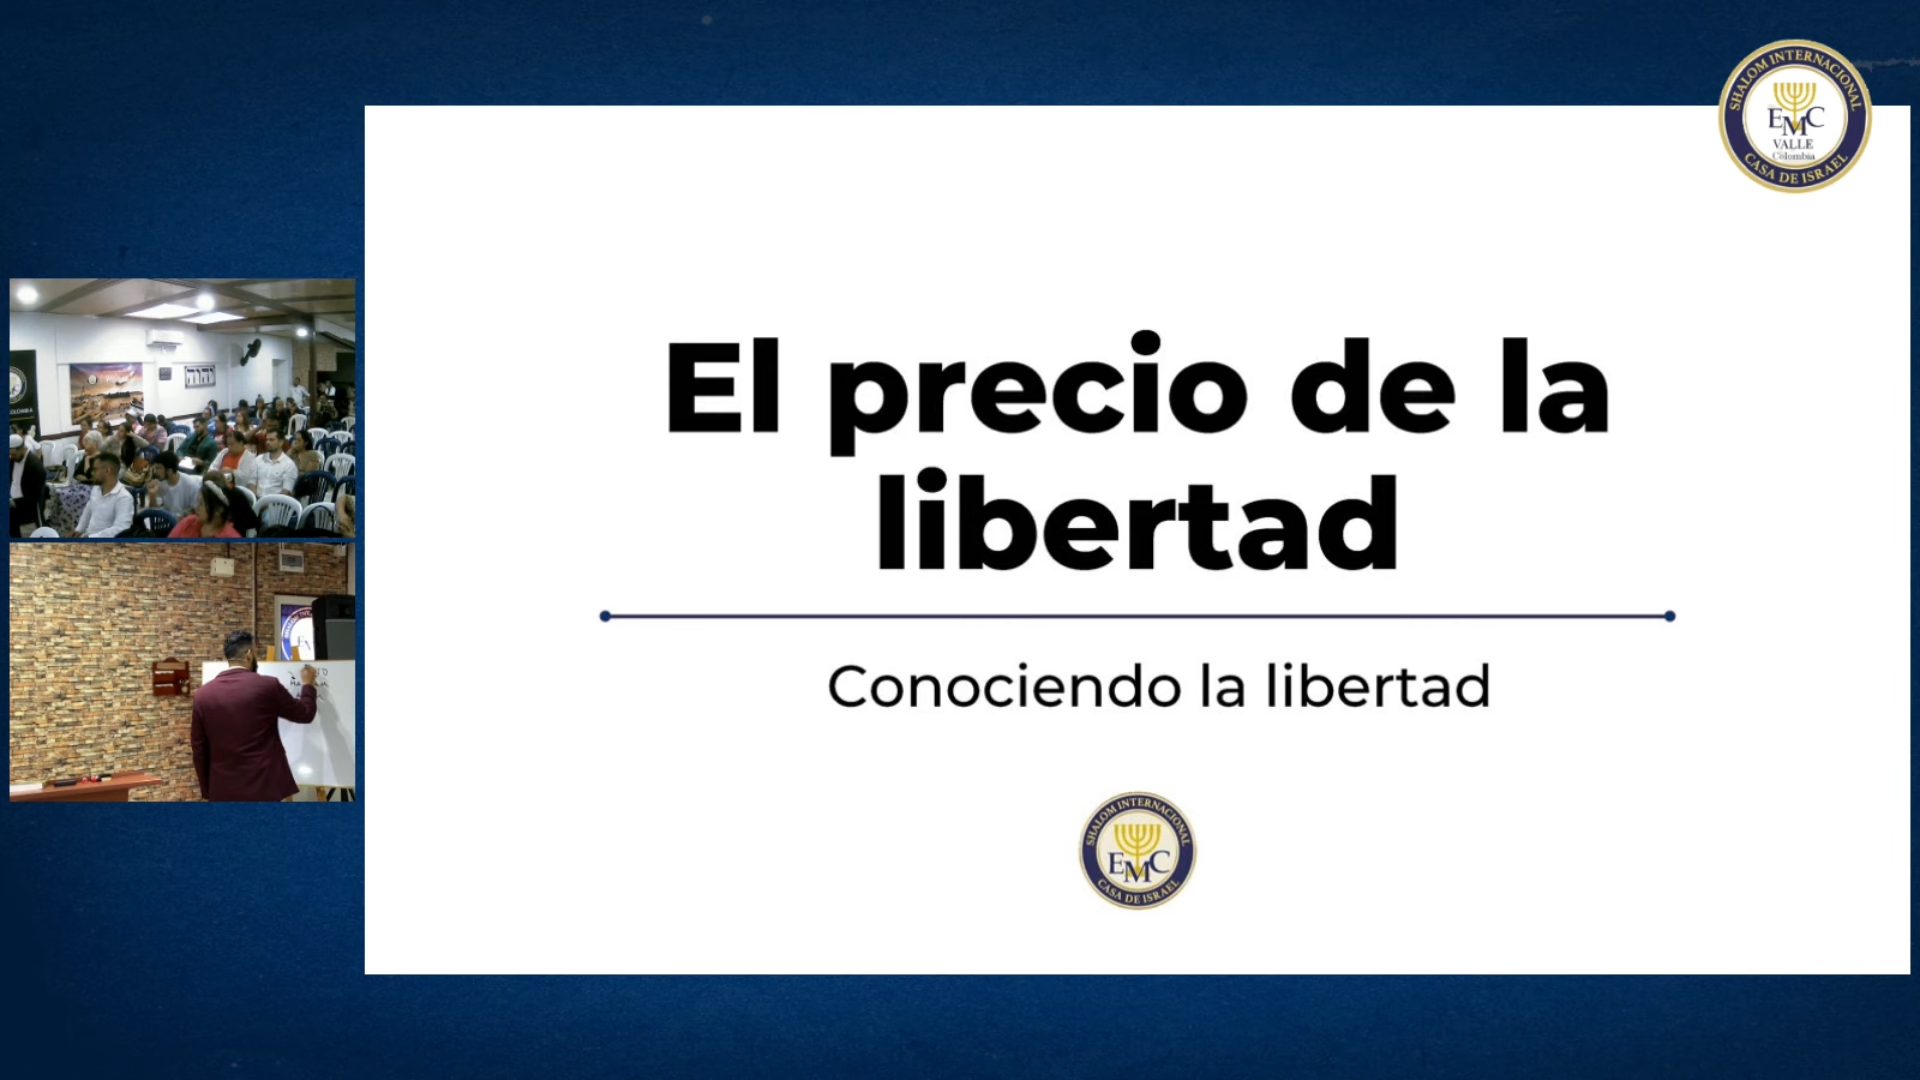 SHALOM INTERNACIONAL
EMC
VALLE
Colombia
CASA DE ISRAEL
יהוה
El precio de la
libertad
Conociendo la libertad
SHALOM INTERNACIONAL
EMC
CASA DE ISRAEL